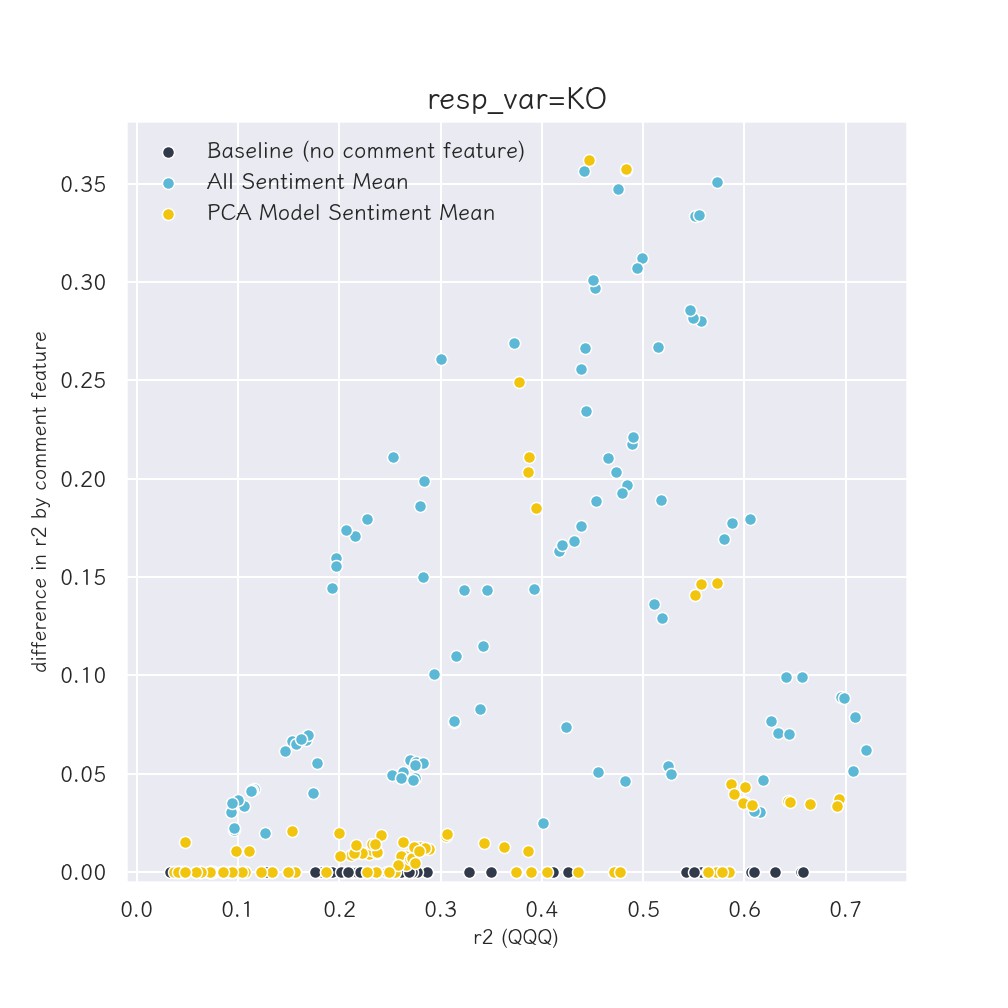 resp_var=KO
Baseline (no comment feature)
All Sentiment Mean
PCA Model Sentiment Mean
difference in r2 by comment feature
0.35
0.30
0.25
0.20
0.15
0.10
0.05
0.00
0.0 0.1 0.2 0.3 0.4 0.5 0.6 0.7
r2 (QQQ)